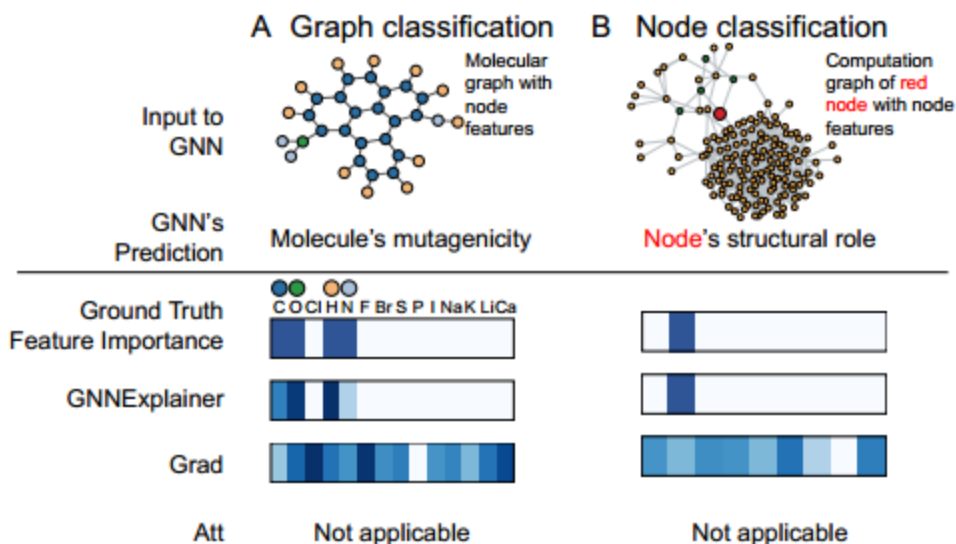 A Graph classification
B Node classification
Input to
GNN
Molecular
graph with
node
features
Computation
graph of red
node with node
features
GNN's
Prediction
Molecule's mutagenicity
Node's structural role
Ground Truth
Feature Importance
C O Cl H N F Br S P I Na K Li Ca
GNNExplainer
Grad
Att
Not applicable
Not applicable